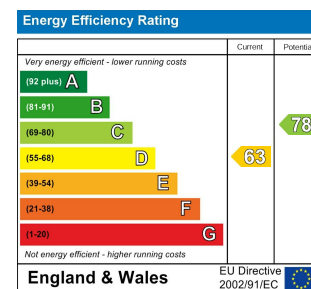 Energy Efficiency Rating
Current Potentia
Very energy efficient - lower running costs
(92 plus) A
(81-91) B
(69-80) C
78
(55-68) D
63
(39-54) E
(21-38) F
(1-20) G
Not energy efficient - higher running costs
England & Wales
EU Directive
2002/91/EC